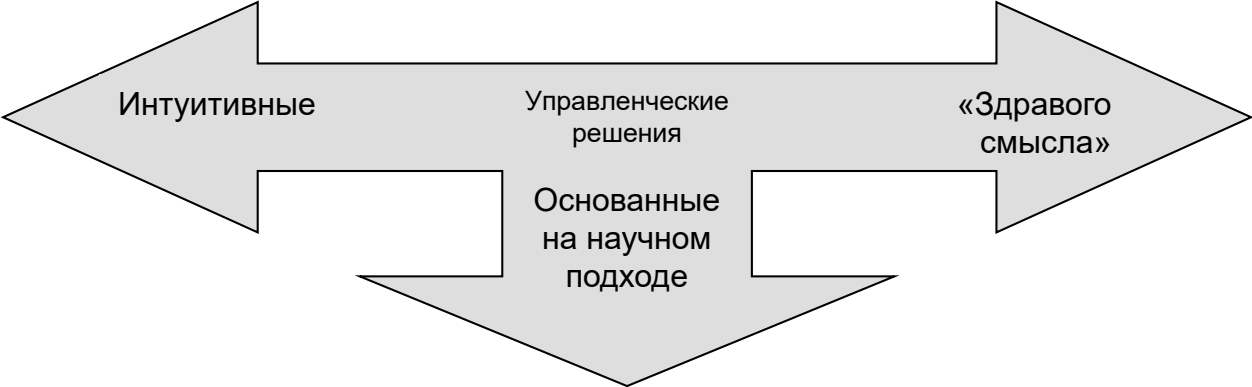 Интуитивные
Управленческие
решения
«Здравого
смысла»
Основанные
на научном
подходе